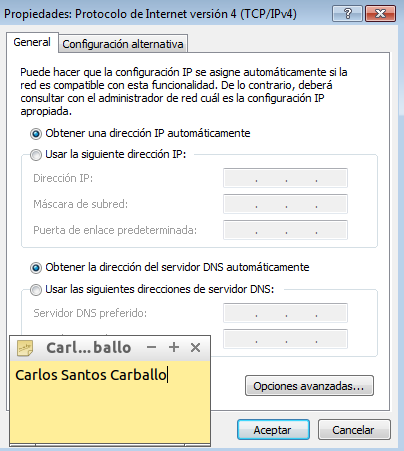 Propiedades: Protocolo de Internet versión 4 (TCP/IPv4)
General
Configuración alternativa
Puede hacer que la configuración IP se asigne automáticamente si la
red es compatible con esta funcionalidad. De lo contrario, deberá
consultar con el administrador de red cuál es la configuración IP
apropiada.
Obtener una dirección IP automáticamente
Usar la siguiente dirección IP:
Dirección IP:
Máscara de subred:
Puerta de enlace predeterminada:
Obtener la dirección del servidor DNS automáticamente
Usar las siguientes direcciones de servidor DNS:
Servidor DNS preferido:
Carl...ballo
Carlos Santos Carballo
Opciones avanzadas...
Aceptar
Cancelar